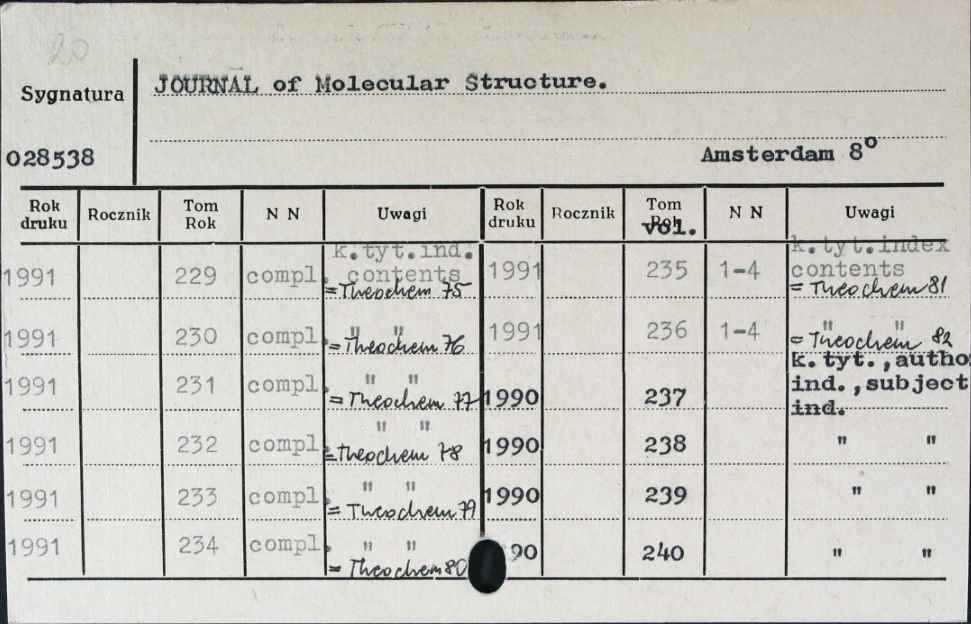 20
JOURNAL of Molecular Structure.
Sygnatura
028538
Amsterdam 8°
Rok druku Rocznik Tom Rok N N Uwagi Rok druku Rocznik Tom Rok vol. N N Uwagi
k.tyt.ind.
1991 229 compl. contents
=Theochem 75
1991 230 compl. " "
=Theochem 76
1991 231 compl. " "
=Theochem 77
1991 232 compl. " "
=Theochem 78
1991 233 compl. " "
=Theochem 79
1991 234 compl. " "
=Theochem 80
k.tyt.index
1991 235 1-4 contents
=Theochem 81
1991 236 1-4 " "
=Theochem 82
k.tyt.,autho
ind.,subject
1990 237 ind.
1990 238 " "
1990 239 " "
90 240 " "